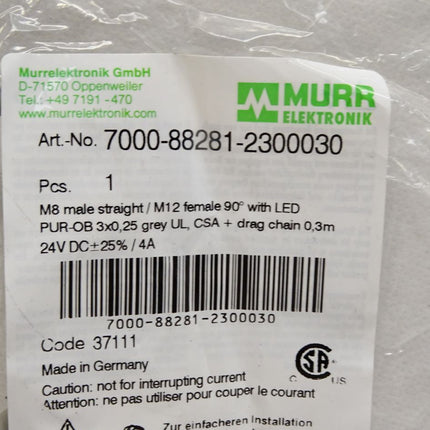 Murrelektronik GmbH
D-71570 Oppenweiler
Tel.: +49 7191 -470
www.murrelektronik.com
MURR
ELEKTRONIK
Art.-No. 7000-88281-2300030
Pcs. 1
M8 male straight / M12 female 90° with LED
PUR-OB 3x0,25 grey UL, CSA + drag chain 0,3m
24V DC±25% / 4A
7000-88281-2300030
Code 37111
Made in Germany
Caution: not for interrupting current
Attention: ne pas utiliser pour couper le courant
C SA US
Zur einfacheren Installation